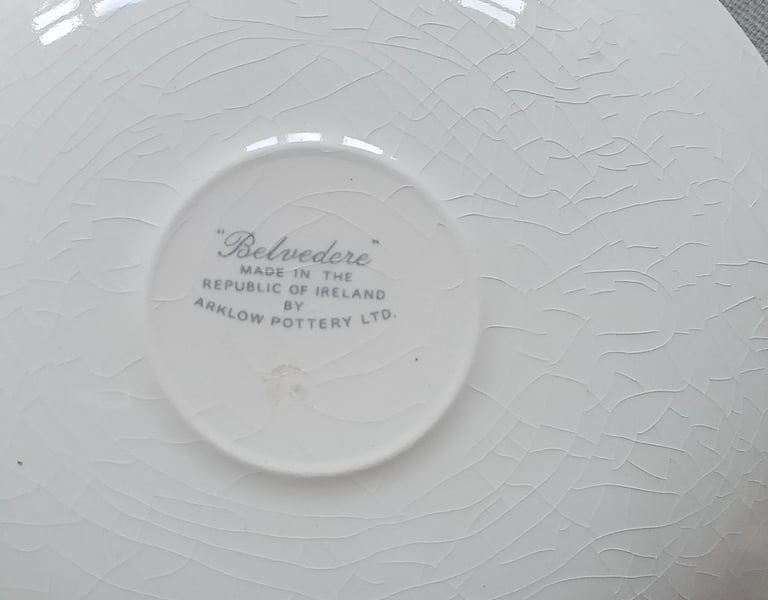 "Belvedere"
MADE IN THE
REPUBLIC OF IRELAND
BY
ARKLOW POTTERY LTD.